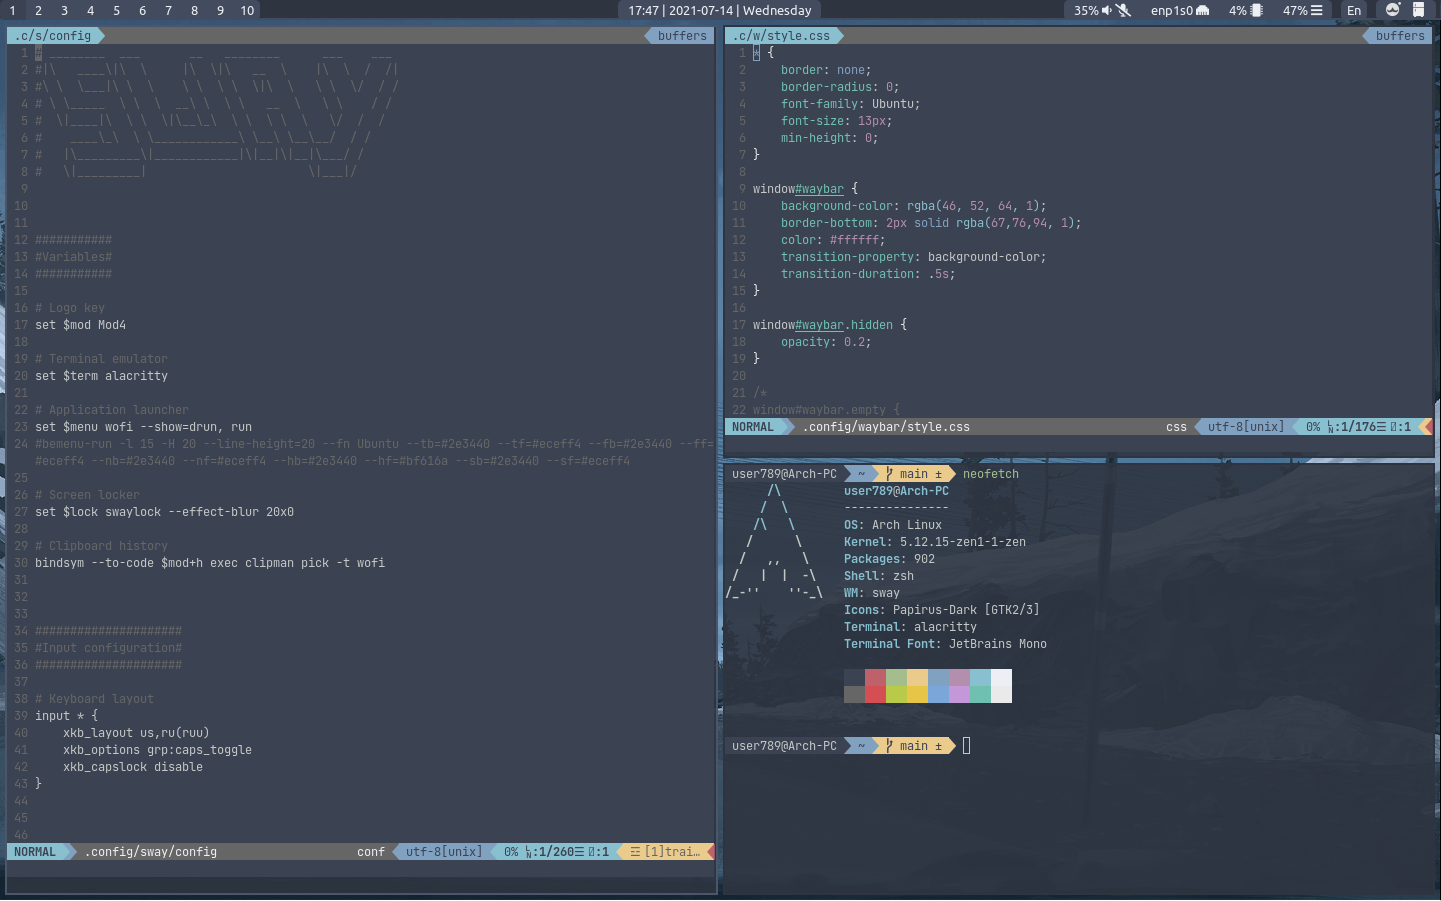 1 2 3 4 5 6 7 8 9 10
17:47 | 2021-07-14 | Wednesday
35% enp1s0 4% 47% En
.c/s/config buffers
1 #  ________  ___       __   ________      ___    ___
2 #|\   ____\|\  \     |\  \|\   __  \    |\  \  /  /|
3 #\ \  \___|\ \  \    \ \  \ \  \|\  \   \ \  \/  / /
4 # \ \_____  \ \  \  __\ \  \ \   __  \   \ \    / /
5 #  \|____|\  \ \  \|\__\_\  \ \  \ \  \   \/  /  /
6 #    ____\_\  \ \____________\ \__\ \__\__/  / /
7 #   |\_________\|____________|\|__|\|__|\___/ /
8 #   \|_________|                       \|___|/
9
10
11
12 ###########
13 #Variables#
14 ###########
15
16 # Logo key
17 set $mod Mod4
18
19 # Terminal emulator
20 set $term alacritty
21
22 # Application launcher
23 set $menu wofi --show=drun, run
24 #bemenu-run -l 15 -H 20 --line-height=20 --fn Ubuntu --tb=#2e3440 --tf=#eceff4 --fb=#2e3440 --ff=
#eceff4 --nb=#2e3440 --nf=#eceff4 --hb=#2e3440 --hf=#bf616a --sb=#2e3440 --sf=#eceff4
25
26 # Screen locker
27 set $lock swaylock --effect-blur 20x0
28
29 # Clipboard history
30 bindsym --to-code $mod+h exec clipman pick -t wofi
31
32
33
34 #####################
35 #Input configuration#
36 #####################
37
38 # Keyboard layout
39 input * {
40     xkb_layout us,ru(ruu)
41     xkb_options grp:caps_toggle
42     xkb_capslock disable
43 }
44
45
46
NORMAL .config/sway/config conf utf-8[unix] 0% ㏑:1/260☰ :1 ☲ [1]trai…
.c/w/style.css buffers
1 * {
2     border: none;
3     border-radius: 0;
4     font-family: Ubuntu;
5     font-size: 13px;
6     min-height: 0;
7 }
8
9 window#waybar {
10     background-color: rgba(46, 52, 64, 1);
11     border-bottom: 2px solid rgba(67,76,94, 1);
12     color: #ffffff;
13     transition-property: background-color;
14     transition-duration: .5s;
15 }
16
17 window#waybar.hidden {
18     opacity: 0.2;
19 }
20
21 /*
22 window#waybar.empty {
NORMAL .config/waybar/style.css css utf-8[unix] 0% ㏑:1/176☰ :1
user789@Arch-PC ~ main ± neofetch
/\ user789@Arch-PC
/  \ ---------------
/\   \ OS: Arch Linux
/      \ Kernel: 5.12.15-zen1-1-zen
/   ,,   \ Packages: 902
/   |  |  -\ Shell: zsh
/_-''    ''-_\ WM: sway
Icons: Papirus-Dark [GTK2/3]
Terminal: alacritty
Terminal Font: JetBrains Mono
user789@Arch-PC ~ main ±